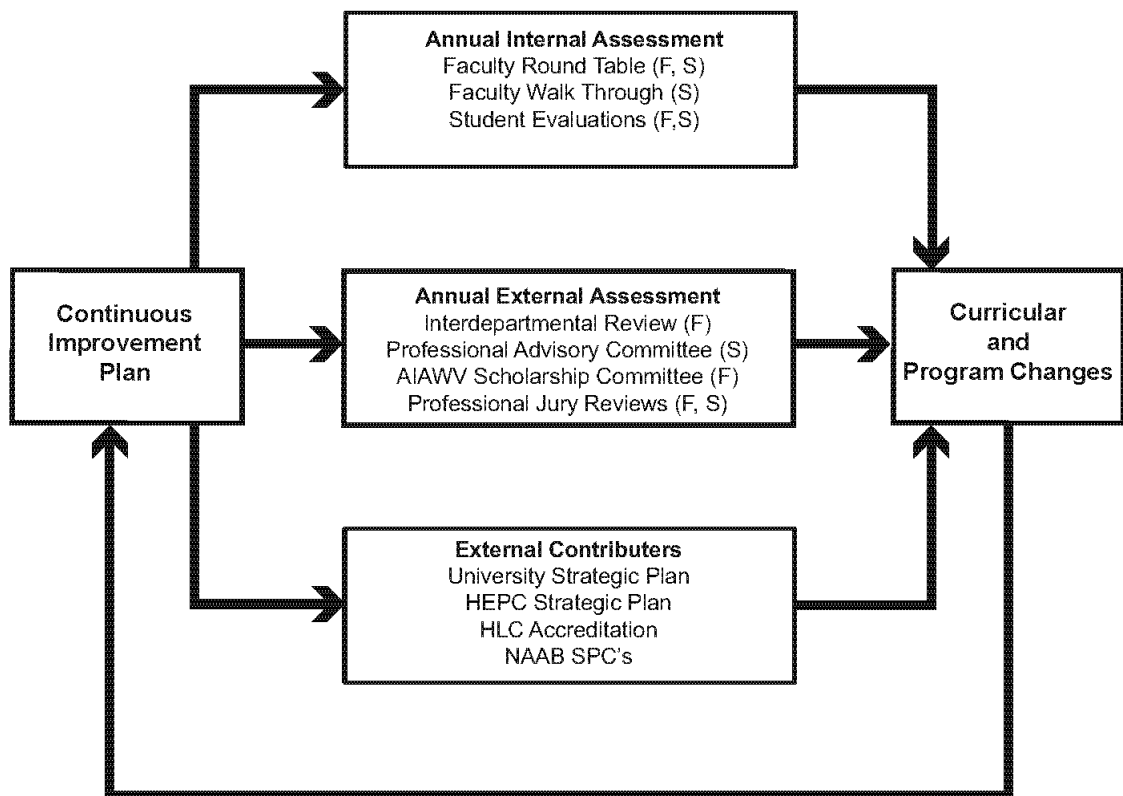 Annual Internal Assessment
Faculty Round Table (F, S)
Faculty Walk Through (S)
Student Evaluations (F,S)
Continuous
Improvement
Plan
Annual External Assessment
Interdepartmental Review (F)
Professional Advisory Committee (S)
AIAWV Scholarship Committee (F)
Professional Jury Reviews (F, S)
Curricular
and
Program Changes
External Contributers
University Strategic Plan
HEPC Strategic Plan
HLC Accreditation
NAAB SPC's